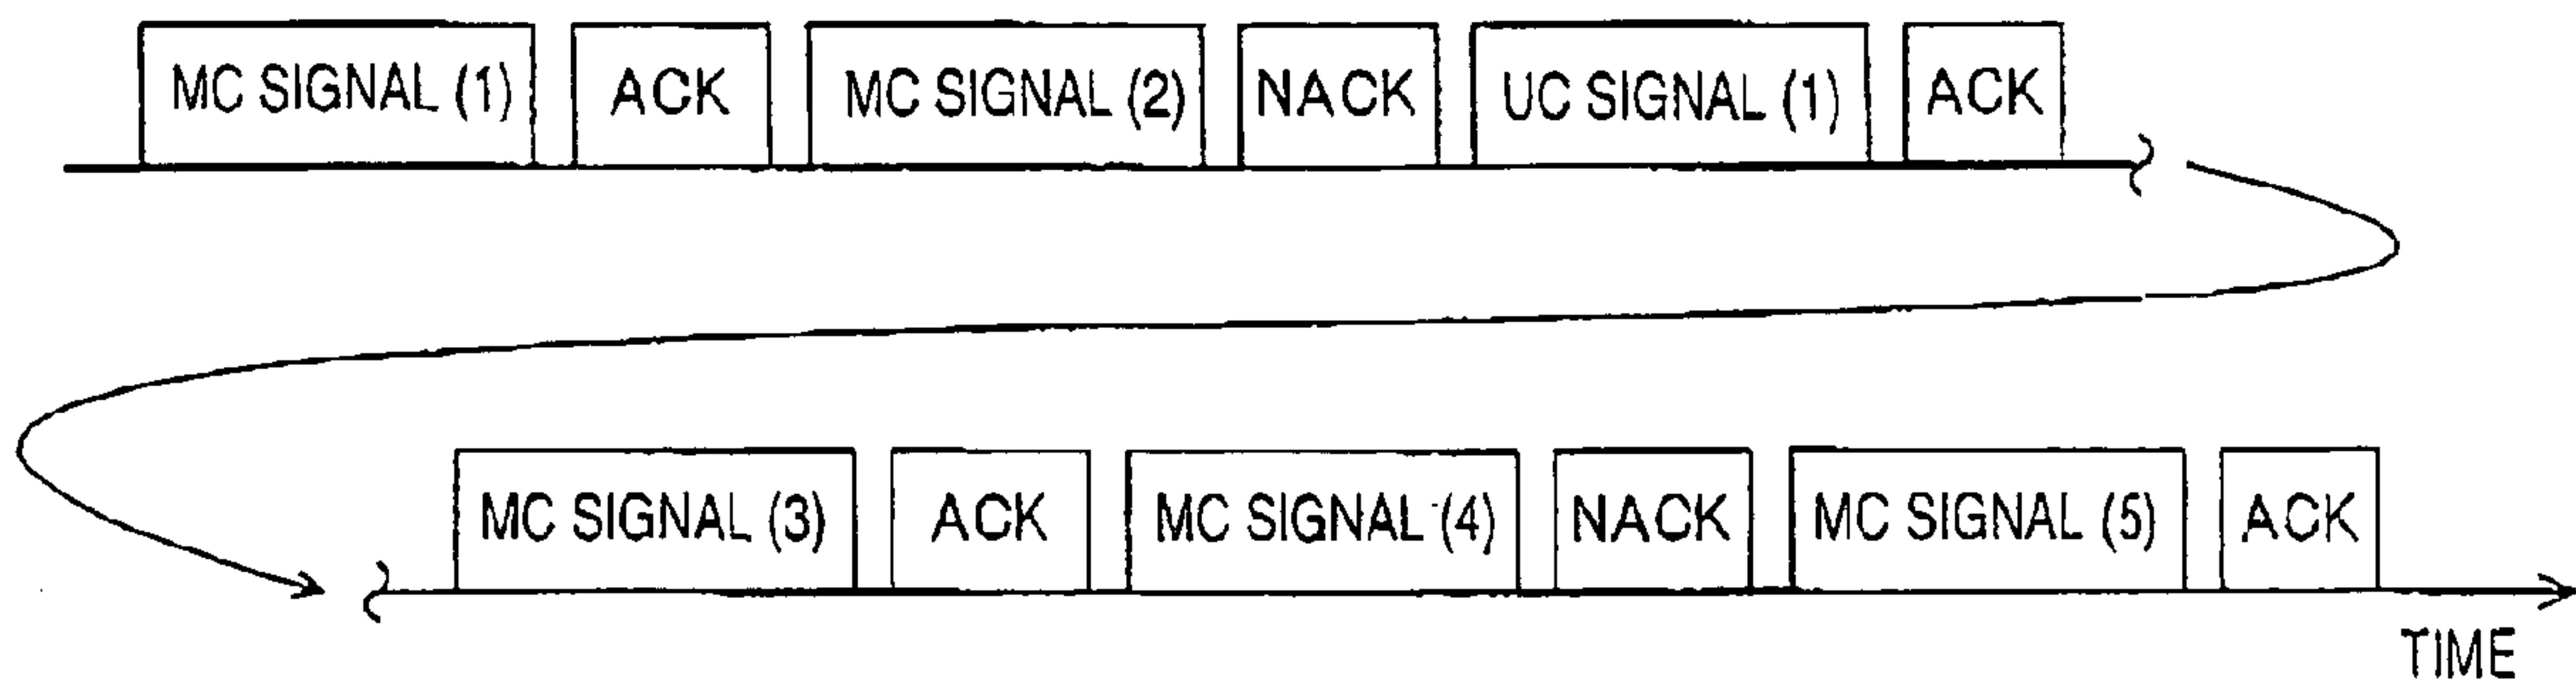 MC SIGNAL (1) ACK MC SIGNAL (2) NACK UC SIGNAL (1) ACK
MC SIGNAL (3) ACK MC SIGNAL (4) NACK MC SIGNAL (5) ACK
TIME